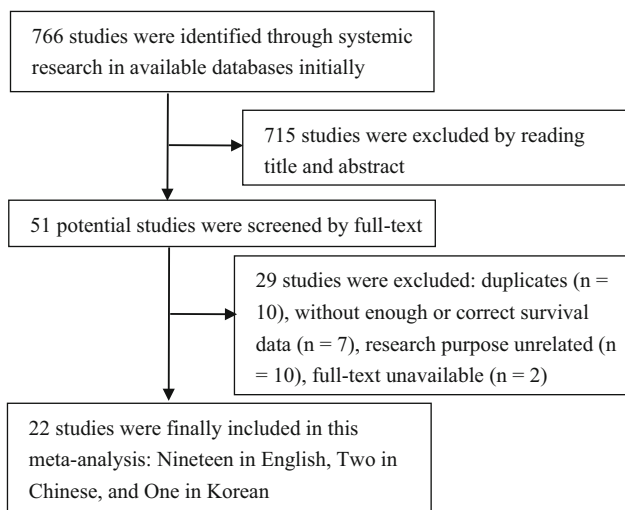 766 studies were identified through systemic
research in available databases initially
715 studies were excluded by reading
title and abstract
51 potential studies were screened by full-text
29 studies were excluded: duplicates (n =
10), without enough or correct survival
data (n = 7), research purpose unrelated (n
= 10), full-text unavailable (n = 2)
22 studies were finally included in this
meta-analysis: Nineteen in English, Two in
Chinese, and One in Korean